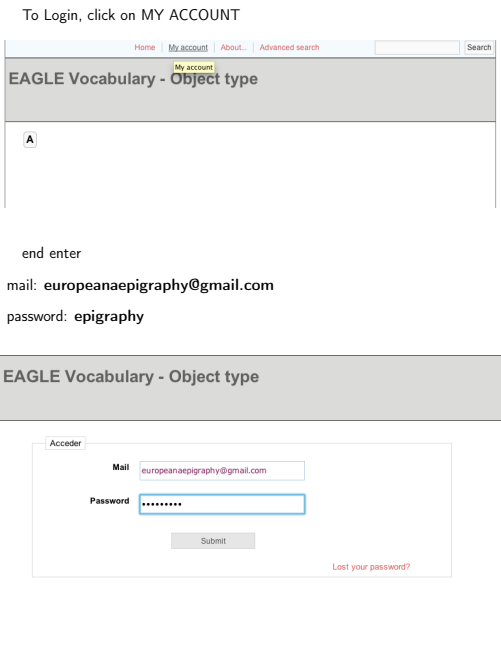 To Login, click on MY ACCOUNT
Home My account About... Advanced search Search
My account
EAGLE Vocabulary - Object type
A
end enter
mail: europeanaepigraphy@gmail.com
password: epigraphy
EAGLE Vocabulary - Object type
Acceder
Mail europeanaepigraphy@gmail.com
Password •••••••••
Submit
Lost your password?